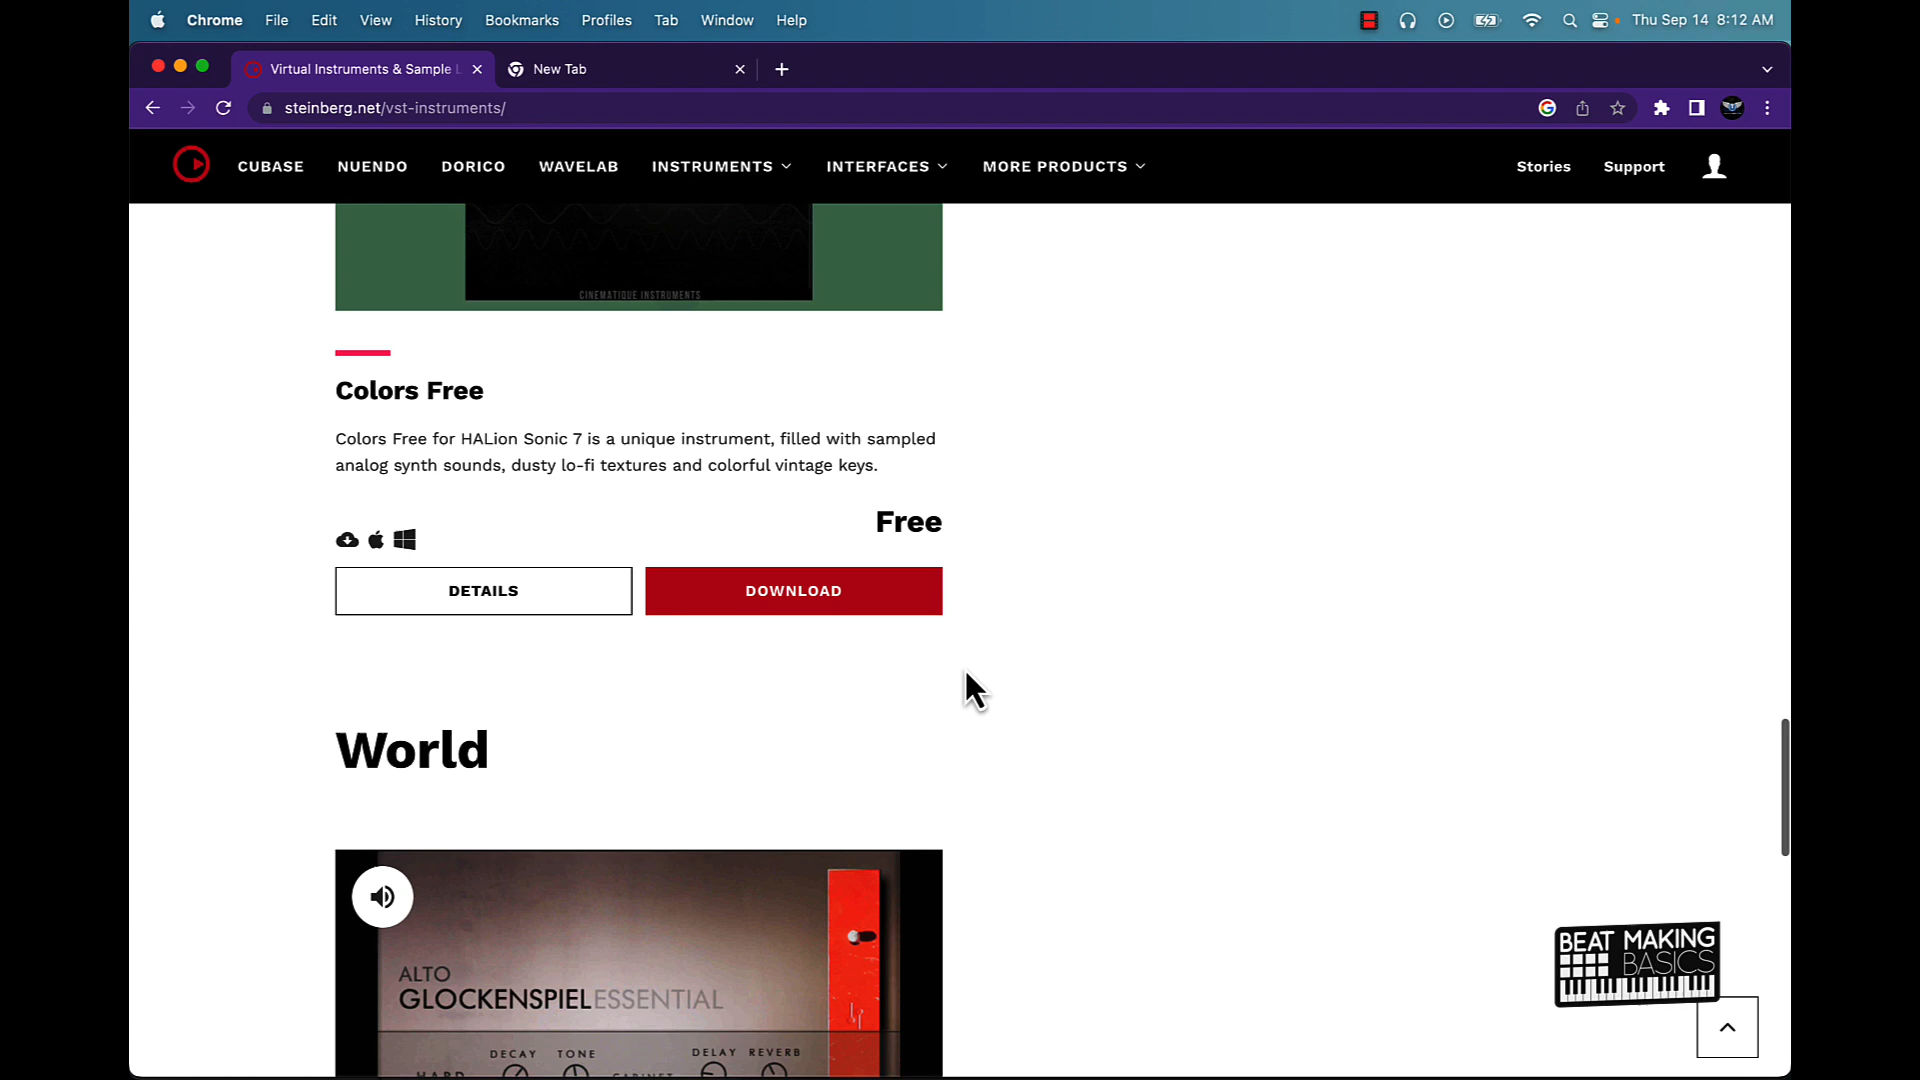 Chrome File Edit View History Bookmarks Profiles Tab Window Help Thu Sep 14 8:12 AM
Virtual Instruments & Sample L New Tab
steinberg.net/vst-instruments/
CUBASE NUENDO DORICO WAVELAB INSTRUMENTS INTERFACES MORE PRODUCTS Stories Support
CINEMATIQUE INSTRUMENTS
Colors Free
Colors Free for HALion Sonic 7 is a unique instrument, filled with sampled
analog synth sounds, dusty lo-fi textures and colorful vintage keys.
Free
DETAILS DOWNLOAD
World
ALTO
GLOCKENSPIEL ESSENTIAL
DECAY TONE DELAY REVERB
HARD CABINET
BEAT MAKING
BASICS